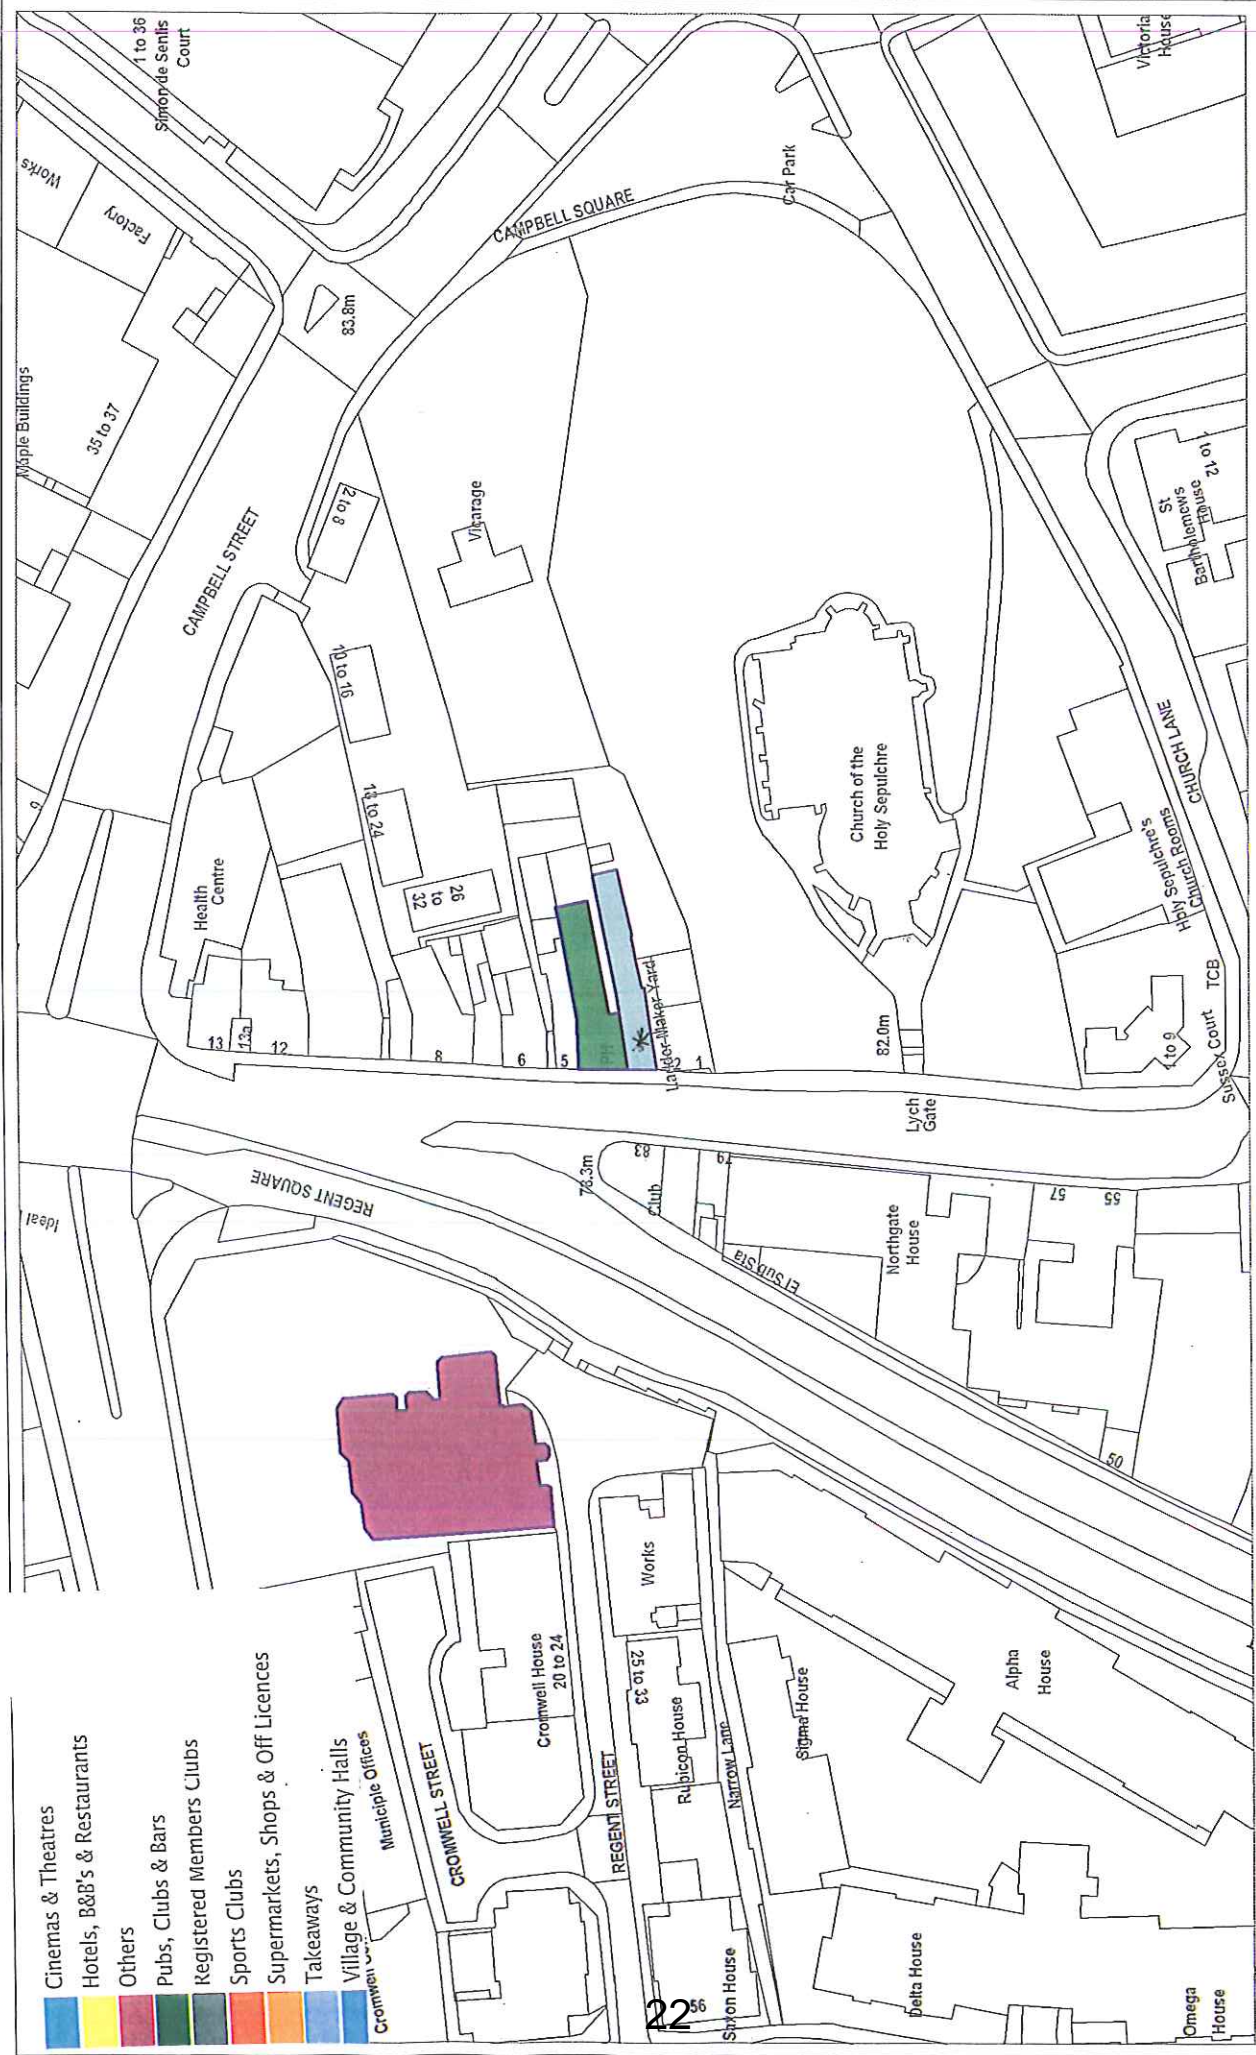 Cinemas & Theatres
Hotels, B&B's & Restaurants
Others
Pubs, Clubs & Bars
Registered Members Clubs
Sports Clubs
Supermarkets, Shops & Off Licences
Takeaways
Village & Community Halls
Maple Buildings
Works
Factory
35 to 37
1 to 36
Simon de Senlis
Court
Victoria
House
CAMPBELL STREET
83.8m
CAMPBELL SQUARE
Car Park
2 to 8
Vicarage
10 to 16
18 to 24
26
to
32
Health
Centre
9
13
13a
12
8
6
5
PH
2
1
Ladder Maker Yard
Church of the
Holy Sepulchre
St
Bartholemews
House
1 to 12
CHURCH LANE
Holy Sepulchre's
Church Rooms
TCB
Sussex Court
1 to 9
82.0m
Lych
Gate
REGENT SQUARE
Ideal
78.3m
83
Club
79
El Sub Sta
Northgate
House
57
55
50
Municiple Offices
CROMWELL STREET
Cromwell House
20 to 24
REGENT STREET
Works
25 to 33
Rubicon House
Narrow Lane
Sigma House
Alpha
House
Cromwell
Saxon House
56
Delta House
Omega
House
22